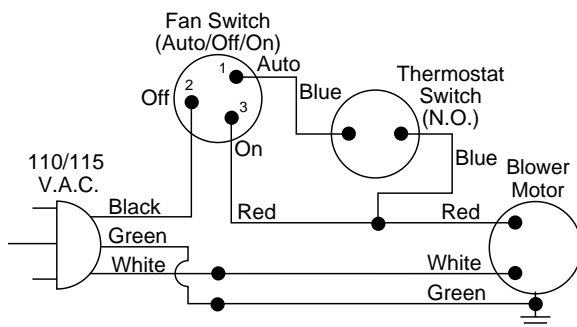 Fan Switch
(Auto/Off/On)
Auto
1
2
3
Off
On
Blue
Thermostat
Switch
(N.O.)
Blue
110/115
V.A.C.
Blower
Motor
Black
Red
Red
Green
White
White
Green